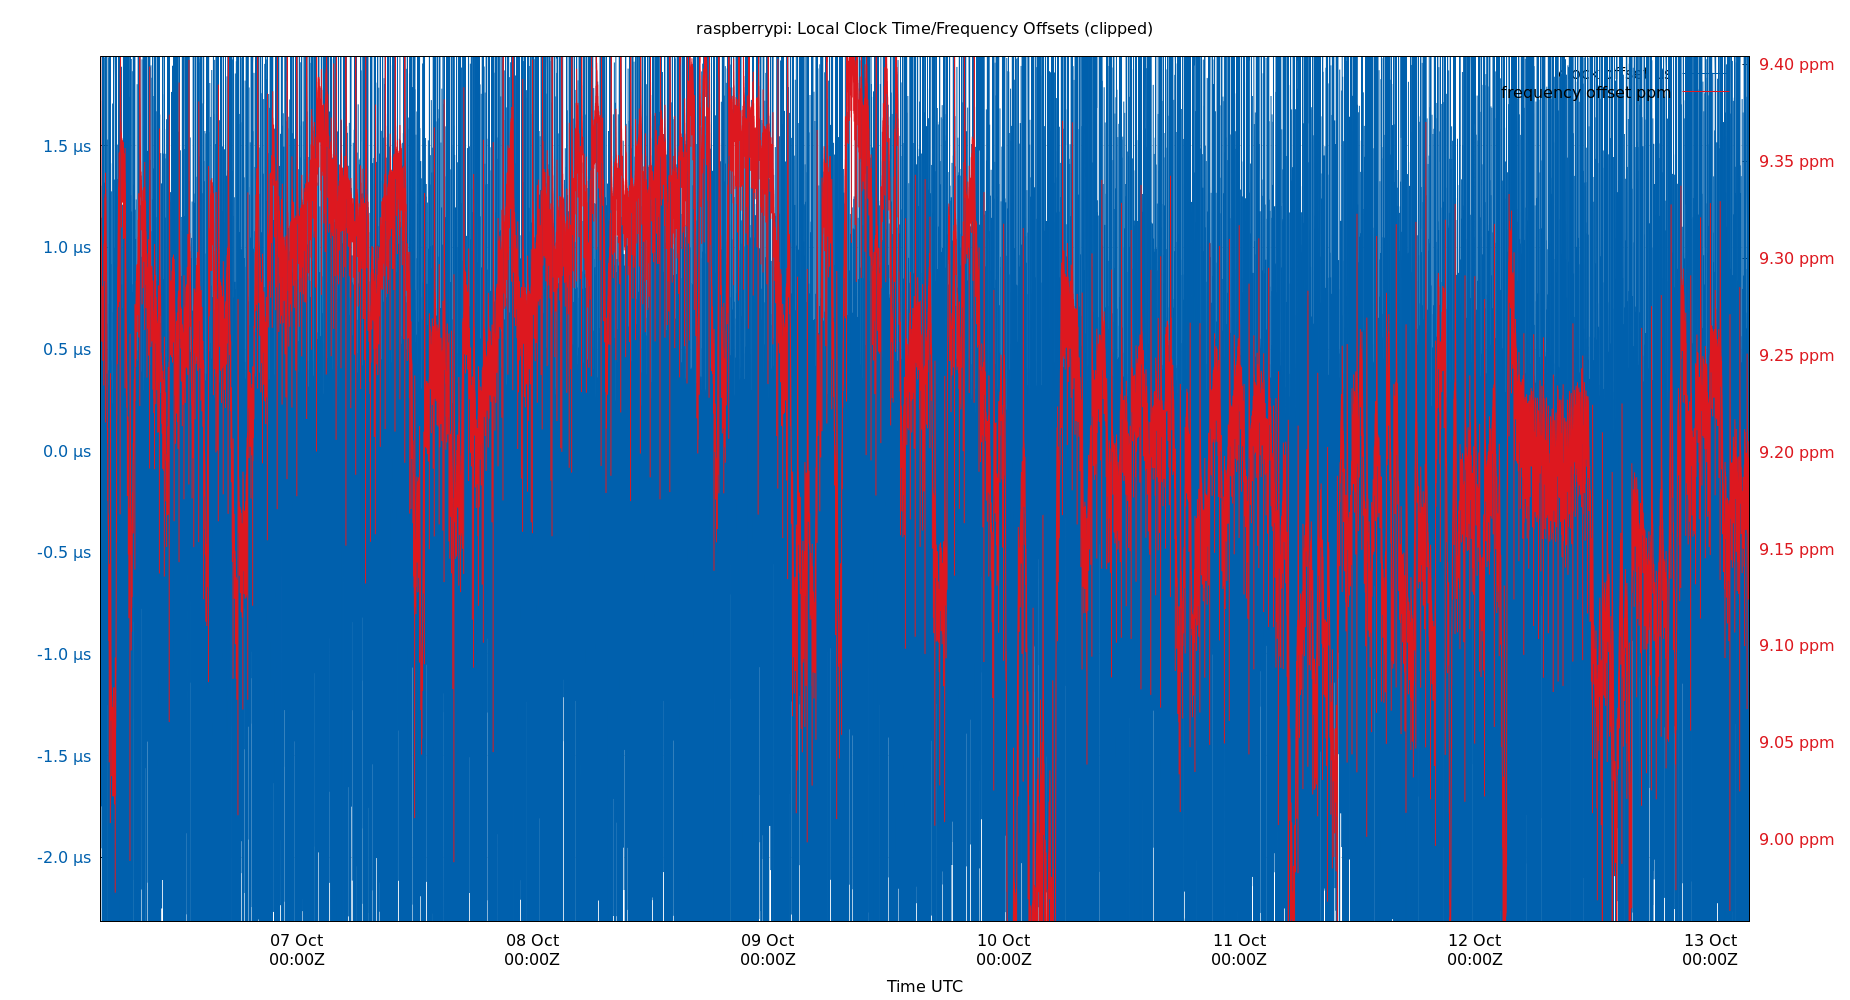 raspberrypi: Local Clock Time/Frequency Offsets (clipped)
clock offset µs
frequency offset ppm
1.5 µs
1.0 µs
0.5 µs
0.0 µs
-0.5 µs
-1.0 µs
-1.5 µs
-2.0 µs
9.40 ppm
9.35 ppm
9.30 ppm
9.25 ppm
9.20 ppm
9.15 ppm
9.10 ppm
9.05 ppm
9.00 ppm
07 Oct
00:00Z
08 Oct
00:00Z
09 Oct
00:00Z
10 Oct
00:00Z
11 Oct
00:00Z
12 Oct
00:00Z
13 Oct
00:00Z
Time UTC